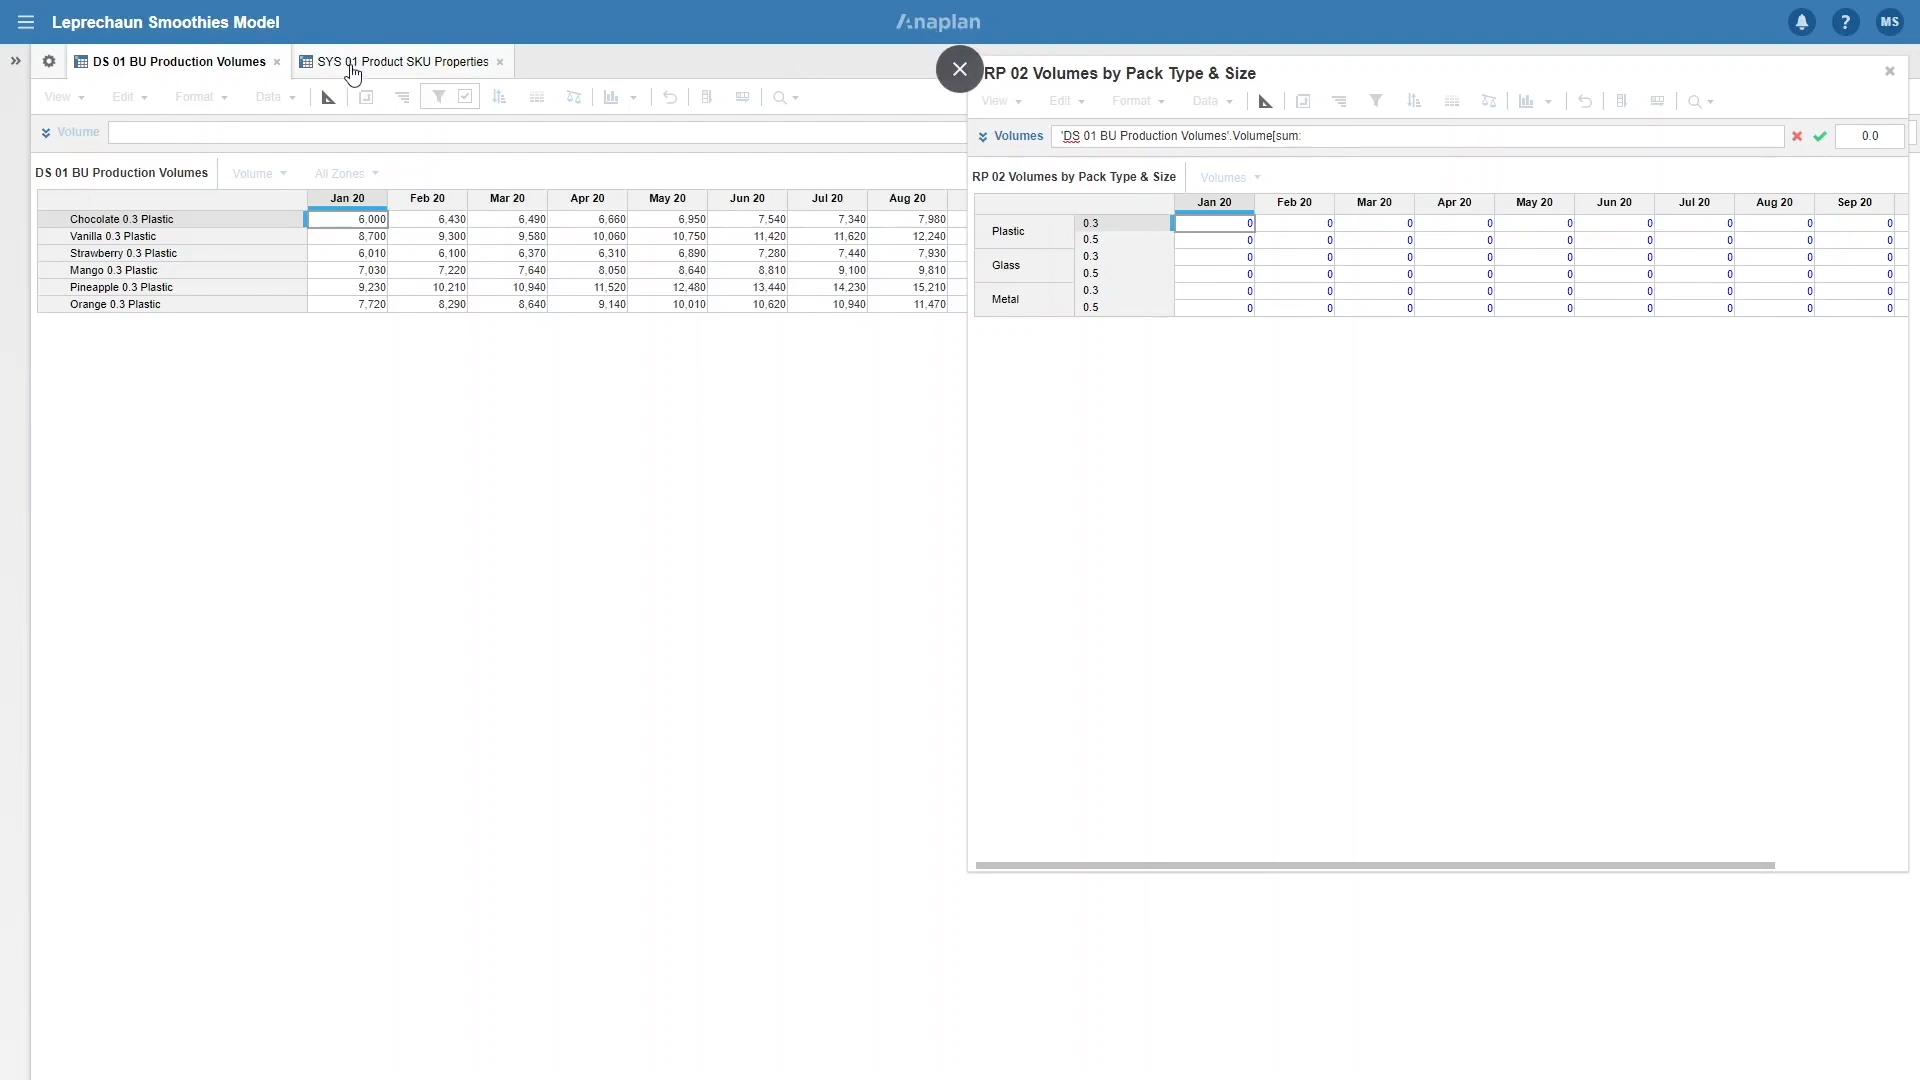 Leprechaun Smoothies Model
Anaplan
?
MS
DS 01 BU Production Volumes
SYS 01 Product SKU Properties
View Edit Format Data
Volume
DS 01 BU Production Volumes Volume All Zones
Jan 20 Feb 20 Mar 20 Apr 20 May 20 Jun 20 Jul 20 Aug 20
Chocolate 0.3 Plastic 6,000 6,430 6,490 6,660 6,950 7,540 7,340 7,980
Vanilla 0.3 Plastic 8,700 9,300 9,580 10,060 10,750 11,420 11,620 12,240
Strawberry 0.3 Plastic 6,010 6,100 6,370 6,310 6,890 7,280 7,440 7,930
Mango 0.3 Plastic 7,030 7,220 7,640 8,050 8,640 8,810 9,100 9,810
Pineapple 0.3 Plastic 9,230 10,210 10,940 11,520 12,480 13,440 14,230 15,210
Orange 0.3 Plastic 7,720 8,290 8,640 9,140 10,010 10,620 10,940 11,470
RP 02 Volumes by Pack Type & Size
View Edit Format Data
Volumes 'DS 01 BU Production Volumes'.Volume[sum: 0.0
RP 02 Volumes by Pack Type & Size Volumes
Jan 20 Feb 20 Mar 20 Apr 20 May 20 Jun 20 Jul 20 Aug 20 Sep 20
Plastic 0.3 0 0 0 0 0 0 0 0 0
0.5 0 0 0 0 0 0 0 0 0
Glass 0.3 0 0 0 0 0 0 0 0 0
0.5 0 0 0 0 0 0 0 0 0
Metal 0.3 0 0 0 0 0 0 0 0 0
0.5 0 0 0 0 0 0 0 0 0